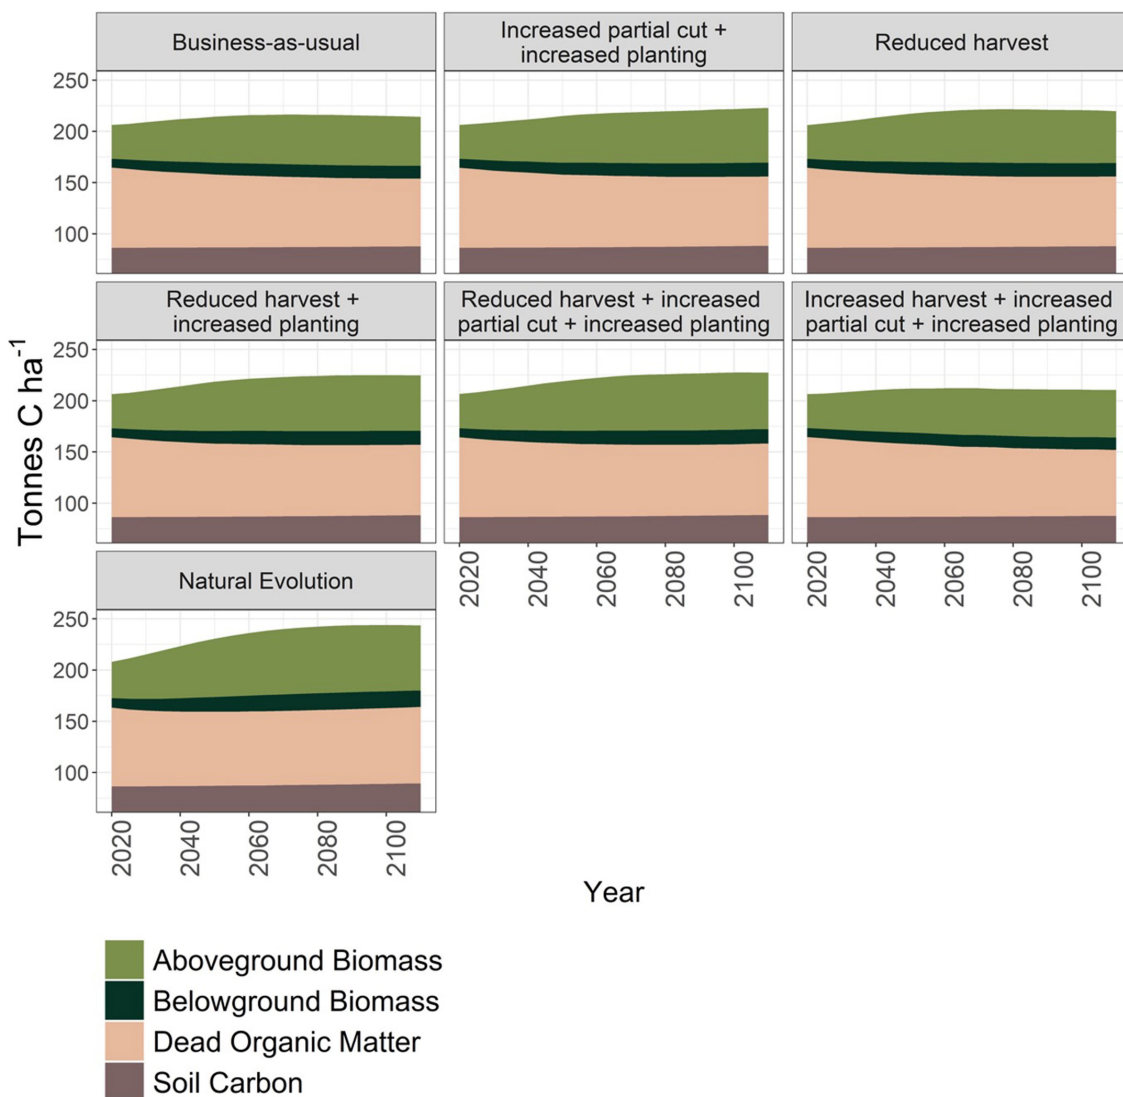 Business-as-usual
Increased partial cut +
increased planting
Reduced harvest
250
200
150
100
Reduced harvest +
increased planting
Reduced harvest + increased
partial cut + increased planting
Increased harvest + increased
partial cut + increased planting
250
200
150
100
Tonnes C ha⁻¹
2020
2040
2060
2080
2100
2020
2040
2060
2080
2100
Natural Evolution
250
200
150
100
2020
2040
2060
2080
2100
Year
Aboveground Biomass
Belowground Biomass
Dead Organic Matter
Soil Carbon